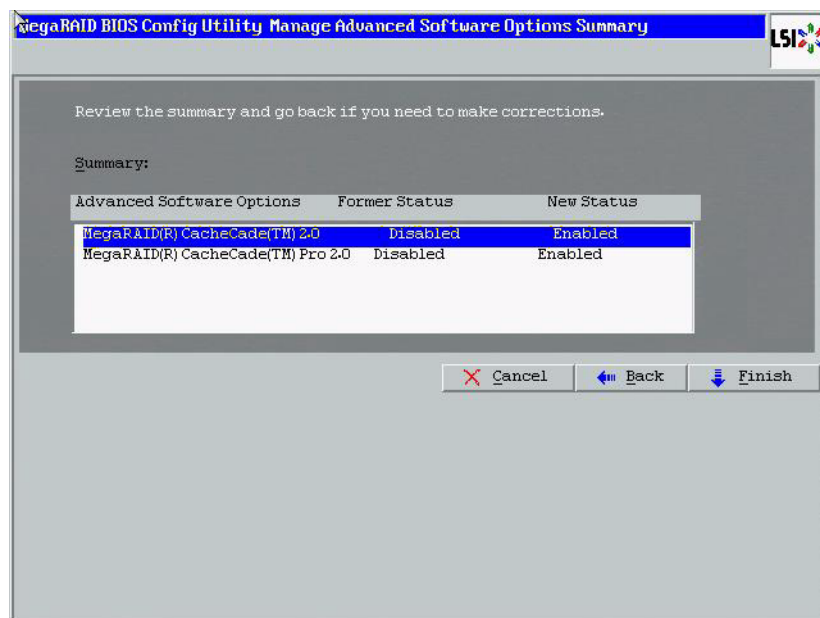 MegaRAID BIOS Config Utility Manage Advanced Software Options Summary
LSI
Review the summary and go back if you need to make corrections.
Summary:
Advanced Software Options Former Status New Status
MegaRAID(R) CacheCade(TM) 2.0 Disabled Enabled
MegaRAID(R) CacheCade(TM) Pro 2.0 Disabled Enabled
Cancel Back Finish